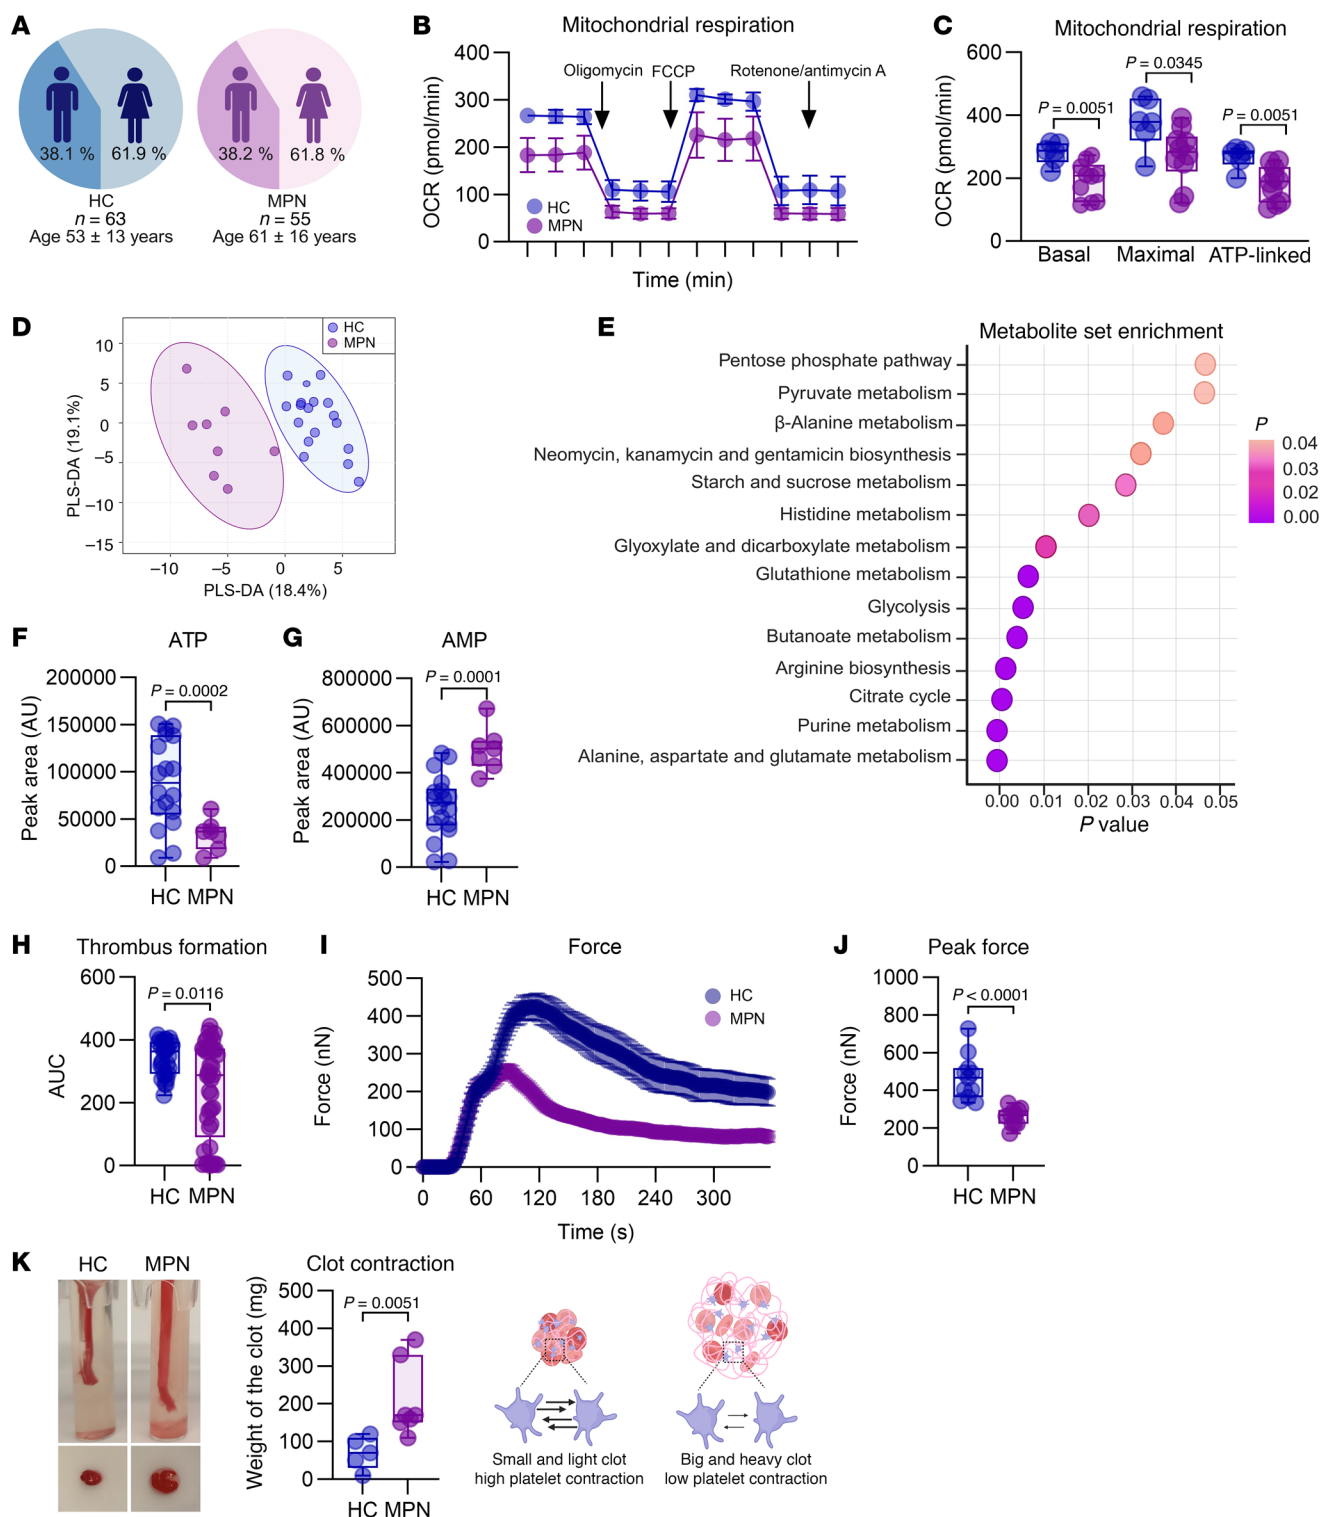 A
38.1 %
61.9 %
38.2 %
61.8 %
HC
n = 63
Age 53 ± 13 years
MPN
n = 55
Age 61 ± 16 years
B
Mitochondrial respiration
OCR (pmol/min)
400
300
200
100
0
Oligomycin
FCCP
Rotenone/antimycin A
HC
MPN
Time (min)
C
Mitochondrial respiration
OCR (pmol/min)
600
400
200
0
P = 0.0051
P = 0.0345
P = 0.0051
Basal
Maximal
ATP-linked
D
HC
MPN
PLS-DA (19.1%)
10
5
0
–5
–10
–15
–10
–5
0
5
PLS-DA (18.4%)
E
Metabolite set enrichment
Pentose phosphate pathway
Pyruvate metabolism
β-Alanine metabolism
Neomycin, kanamycin and gentamicin biosynthesis
Starch and sucrose metabolism
Histidine metabolism
Glyoxylate and dicarboxylate metabolism
Glutathione metabolism
Glycolysis
Butanoate metabolism
Arginine biosynthesis
Citrate cycle
Purine metabolism
Alanine, aspartate and glutamate metabolism
0.00
0.01
0.02
0.03
0.04
0.05
P value
P
0.04
0.03
0.02
0.00
F
ATP
Peak area (AU)
200000
150000
100000
50000
0
P = 0.0002
HC
MPN
G
AMP
Peak area (AU)
800000
600000
400000
200000
0
P = 0.0001
HC
MPN
H
Thrombus formation
AUC
600
400
200
0
P = 0.0116
HC
MPN
I
Force
Force (nN)
500
400
300
200
100
0
HC
MPN
0
60
120
180
240
300
Time (s)
J
Peak force
Force (nN)
1000
800
600
400
200
0
P < 0.0001
HC
MPN
K
HC
MPN
Clot contraction
Weight of the clot (mg)
500
400
300
200
100
0
P = 0.0051
HC
MPN
Small and light clot
high platelet contraction
Big and heavy clot
low platelet contraction